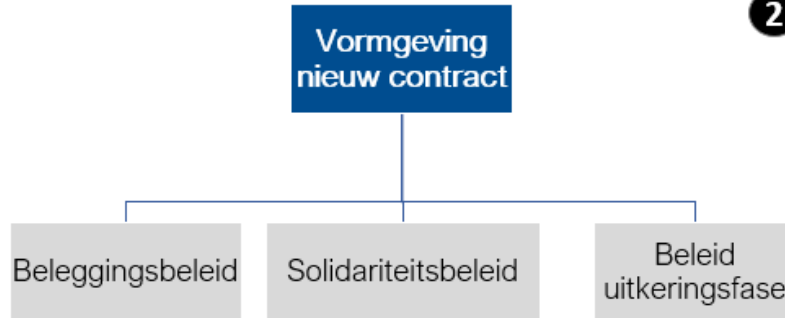 2
Vormgeving
nieuw contract
Beleggingsbeleid
Solidariteitsbeleid
Beleid
uitkeringsfase